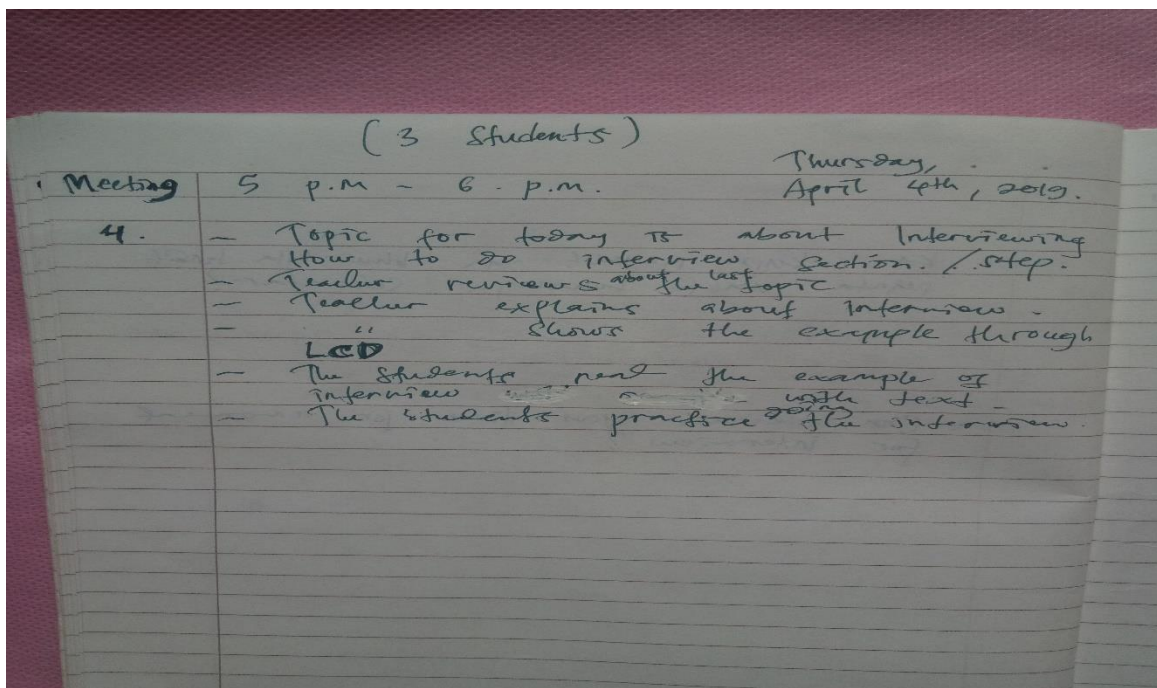 (3 Students)
Thursday,
Meeting 5 p.m - 6. p.m. April 4th, 2019.
4. - Topic for today is about Interviewing
How to do interview section. / step.
- Teacher reviews about the last topic
- Teacher explains about Interview.
- " shows the example through
LCD
- The students read the example of
interview with text.
- The students practice doing the interview.